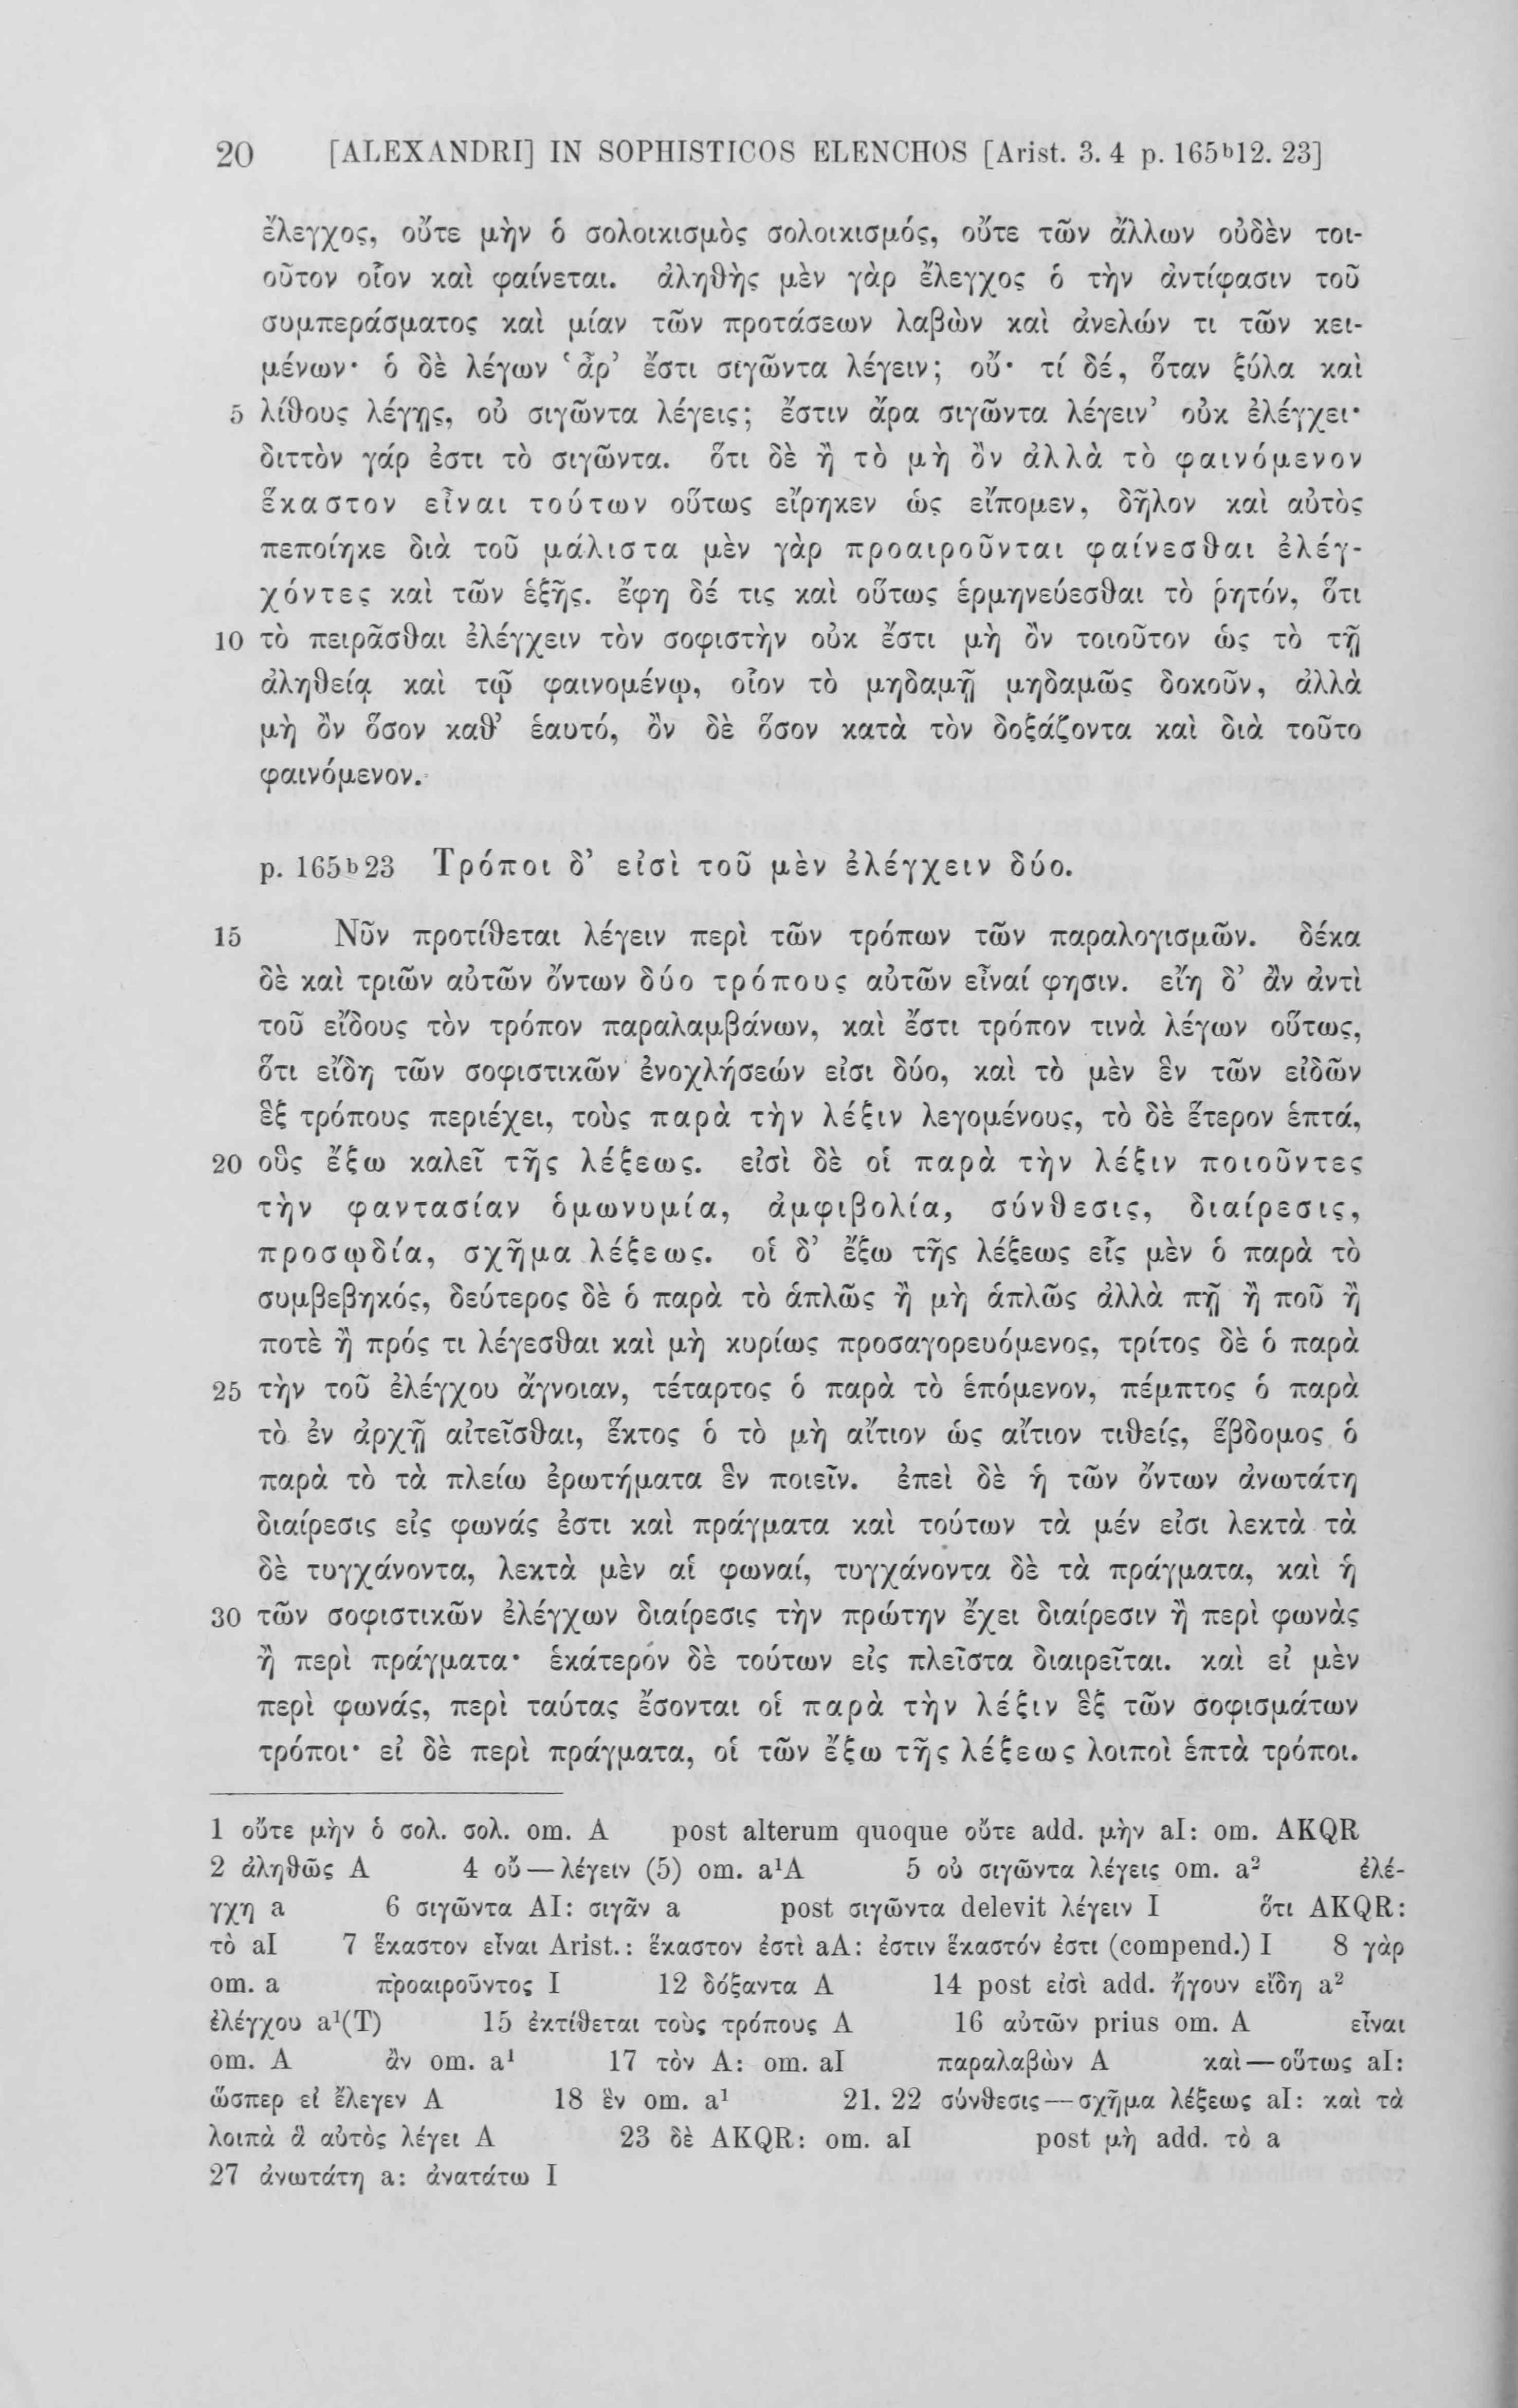 20 [ALEXANDRI] IN SOPHISTICOS ELENCHOS [Arist. 3. 4 p. 165ᵇ12. 23]
ἔλεγχος, οὔτε μὴν ὁ σολοικισμὸς σολοικισμός, οὔτε τῶν ἄλλων οὐδὲν τοι-
οῦτον οἷον καὶ φαίνεται. ἀληθὴς μὲν γὰρ ἔλεγχος ὁ τὴν ἀντίφασιν τοῦ
συμπεράσματος καὶ μίαν τῶν προτάσεων λαβὼν καὶ ἀνελών τι τῶν κει-
μένων· ὁ δὲ λέγων ‘ἆρ’ ἔστι σιγῶντα λέγειν; οὔ· τί δέ, ὅταν ξύλα καὶ
5 λίθους λέγῃς, οὐ σιγῶντα λέγεις; ἔστιν ἄρα σιγῶντα λέγειν’ οὐκ ἐλέγχει·
διττὸν γάρ ἐστι τὸ σιγῶντα. ὅτι δὲ ἢ τὸ μὴ ὂν ἀλλὰ τὸ φαινόμενον
ἕκαστον εἶναι τούτων οὕτως εἴρηκεν ὡς εἴπομεν, δῆλον καὶ αὐτὸς
πεποίηκε διὰ τοῦ μάλιστα μὲν γὰρ προαιροῦνται φαίνεσθαι ἐλέγ-
χόντες καὶ τῶν ἑξῆς. ἔφη δέ τις καὶ οὕτως ἑρμηνεύεσθαι τὸ ῥητόν, ὅτι
10 τὸ πειρᾶσθαι ἐλέγχειν τὸν σοφιστὴν οὐκ ἔστι μὴ ὂν τοιοῦτον ὡς τὸ τῇ
ἀληθείᾳ καὶ τῷ φαινομένῳ, οἷον τὸ μηδαμῇ μηδαμῶς δοκοῦν, ἀλλὰ
μὴ ὂν ὅσον καθ’ ἑαυτό, ὂν δὲ ὅσον κατὰ τὸν δοξάζοντα καὶ διὰ τοῦτο
φαινόμενον.
p. 165ᵇ23 Τρόποι δ’ εἰσὶ τοῦ μὲν ἐλέγχειν δύο.
15 Νῦν προτίθεται λέγειν περὶ τῶν τρόπων τῶν παραλογισμῶν. δέκα
δὲ καὶ τριῶν αὐτῶν ὄντων δύο τρόπους αὐτῶν εἶναί φησιν. εἴη δ’ ἂν ἀντὶ
τοῦ εἴδους τὸν τρόπον παραλαμβάνων, καὶ ἔστι τρόπον τινὰ λέγων οὕτως,
ὅτι εἴδη τῶν σοφιστικῶν ἐνοχλήσεών εἰσι δύο, καὶ τὸ μὲν ἓν τῶν εἰδῶν
ἓξ τρόπους περιέχει, τοὺς παρὰ τὴν λέξιν λεγομένους, τὸ δὲ ἕτερον ἑπτά,
20 οὓς ἔξω καλεῖ τῆς λέξεως. εἰσὶ δὲ οἱ παρὰ τὴν λέξιν ποιοῦντες
τὴν φαντασίαν ὁμωνυμία, ἀμφιβολία, σύνθεσις, διαίρεσις,
προσῳδία, σχῆμα λέξεως. οἱ δ’ ἔξω τῆς λέξεως εἷς μὲν ὁ παρὰ τὸ
συμβεβηκός, δεύτερος δὲ ὁ παρὰ τὸ ἁπλῶς ἢ μὴ ἁπλῶς ἀλλὰ πῇ ἢ ποῦ ἢ
ποτὲ ἢ πρός τι λέγεσθαι καὶ μὴ κυρίως προσαγορευόμενος, τρίτος δὲ ὁ παρὰ
25 τὴν τοῦ ἐλέγχου ἄγνοιαν, τέταρτος ὁ παρὰ τὸ ἑπόμενον, πέμπτος ὁ παρὰ
τὸ ἐν ἀρχῇ αἰτεῖσθαι, ἕκτος ὁ τὸ μὴ αἴτιον ὡς αἴτιον τιθείς, ἕβδομος ὁ
παρὰ τὸ τὰ πλείω ἐρωτήματα ἓν ποιεῖν. ἐπεὶ δὲ ἡ τῶν ὄντων ἀνωτάτη
διαίρεσις εἰς φωνάς ἐστι καὶ πράγματα καὶ τούτων τὰ μέν εἰσι λεκτὰ τὰ
δὲ τυγχάνοντα, λεκτὰ μὲν αἱ φωναί, τυγχάνοντα δὲ τὰ πράγματα, καὶ ἡ
30 τῶν σοφιστικῶν ἐλέγχων διαίρεσις τὴν πρώτην ἔχει διαίρεσιν ἢ περὶ φωνὰς
ἢ περὶ πράγματα· ἑκάτερον δὲ τούτων εἰς πλεῖστα διαιρεῖται. καὶ εἰ μὲν
περὶ φωνάς, περὶ ταύτας ἔσονται οἱ παρὰ τὴν λέξιν ἓξ τῶν σοφισμάτων
τρόποι· εἰ δὲ περὶ πράγματα, οἱ τῶν ἔξω τῆς λέξεως λοιποὶ ἑπτὰ τρόποι.
1 οὔτε μὴν ὁ σολ. σολ. om. A post alterum quoque οὔτε add. μὴν aI: om. AKQR
2 ἀληθῶς A 4 οὔ—λέγειν (5) om. a¹A 5 οὐ σιγῶντα λέγεις om. a² ἐλέ-
γχη a 6 σιγῶντα AI: σιγᾶν a post σιγῶντα delevit λέγειν I ὅτι AKQR:
τὸ aI 7 ἕκαστον εἶναι Arist.: ἕκαστον ἐστὶ aA: ἐστιν ἕκαστόν ἐστι (compend.) I 8 γὰρ
om. a προαιροῦντος I 12 δόξαντα A 14 post εἰσὶ add. ἤγουν εἴδη a²
ἐλέγχου a¹(T) 15 ἐκτίθεται τοὺς τρόπους A 16 αὐτῶν prius om. A εἶναι
om. A ἂν om. a¹ 17 τὸν A: om. aI παραλαβὼν A καὶ—οὕτως aI:
ὥσπερ εἰ ἔλεγεν A 18 ἓν om. a¹ 21. 22 σύνθεσις—σχῆμα λέξεως aI: καὶ τὰ
λοιπὰ ἃ αὐτὸς λέγει A 23 δὲ AKQR: om. aI post μὴ add. τὸ a
27 ἀνωτάτη a: ἀνατάτω I